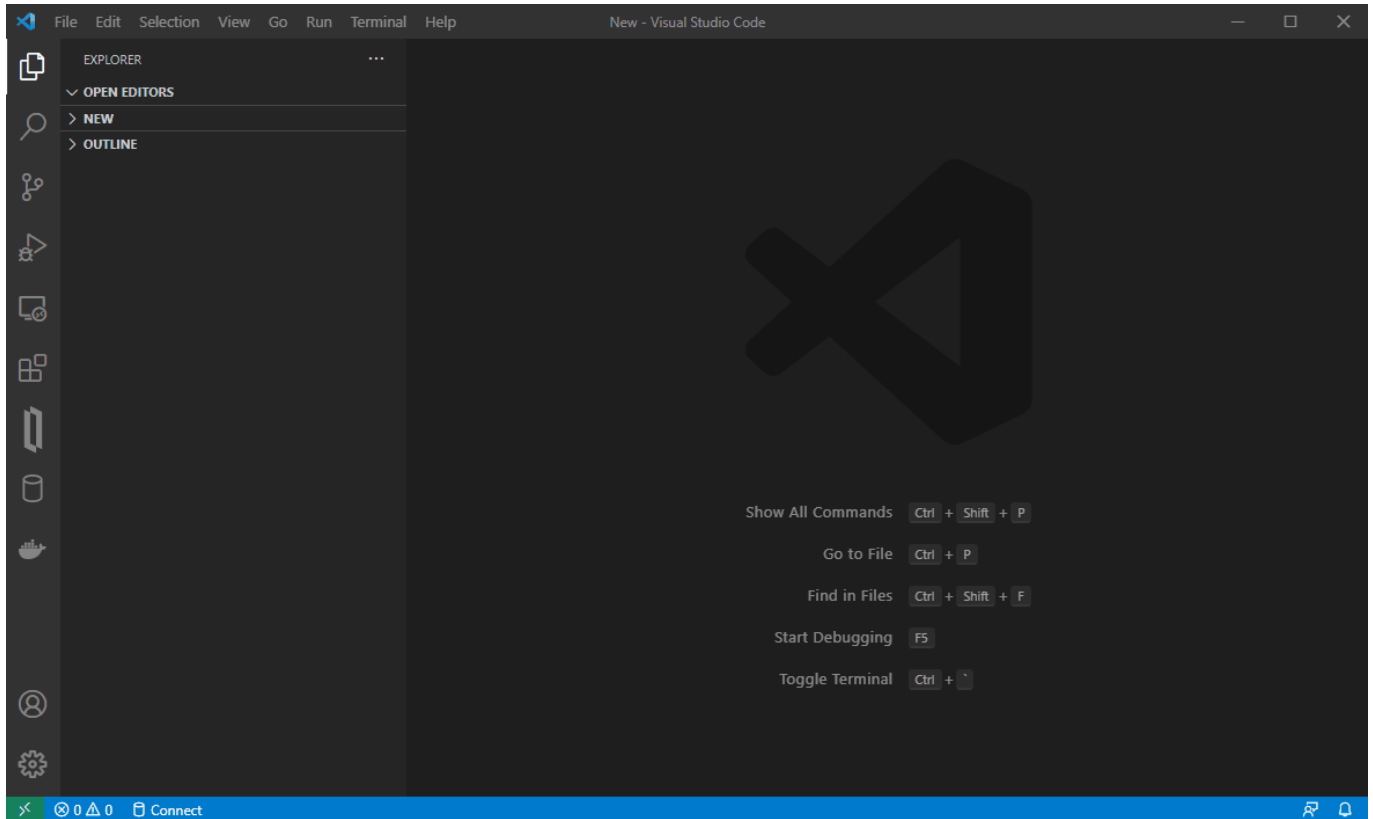 File Edit Selection View Go Run Terminal Help New - Visual Studio Code
EXPLORER ...
OPEN EDITORS
NEW
OUTLINE
Show All Commands Ctrl + Shift + P
Go to File Ctrl + P
Find in Files Ctrl + Shift + F
Start Debugging F5
Toggle Terminal Ctrl + `
0 0 Connect